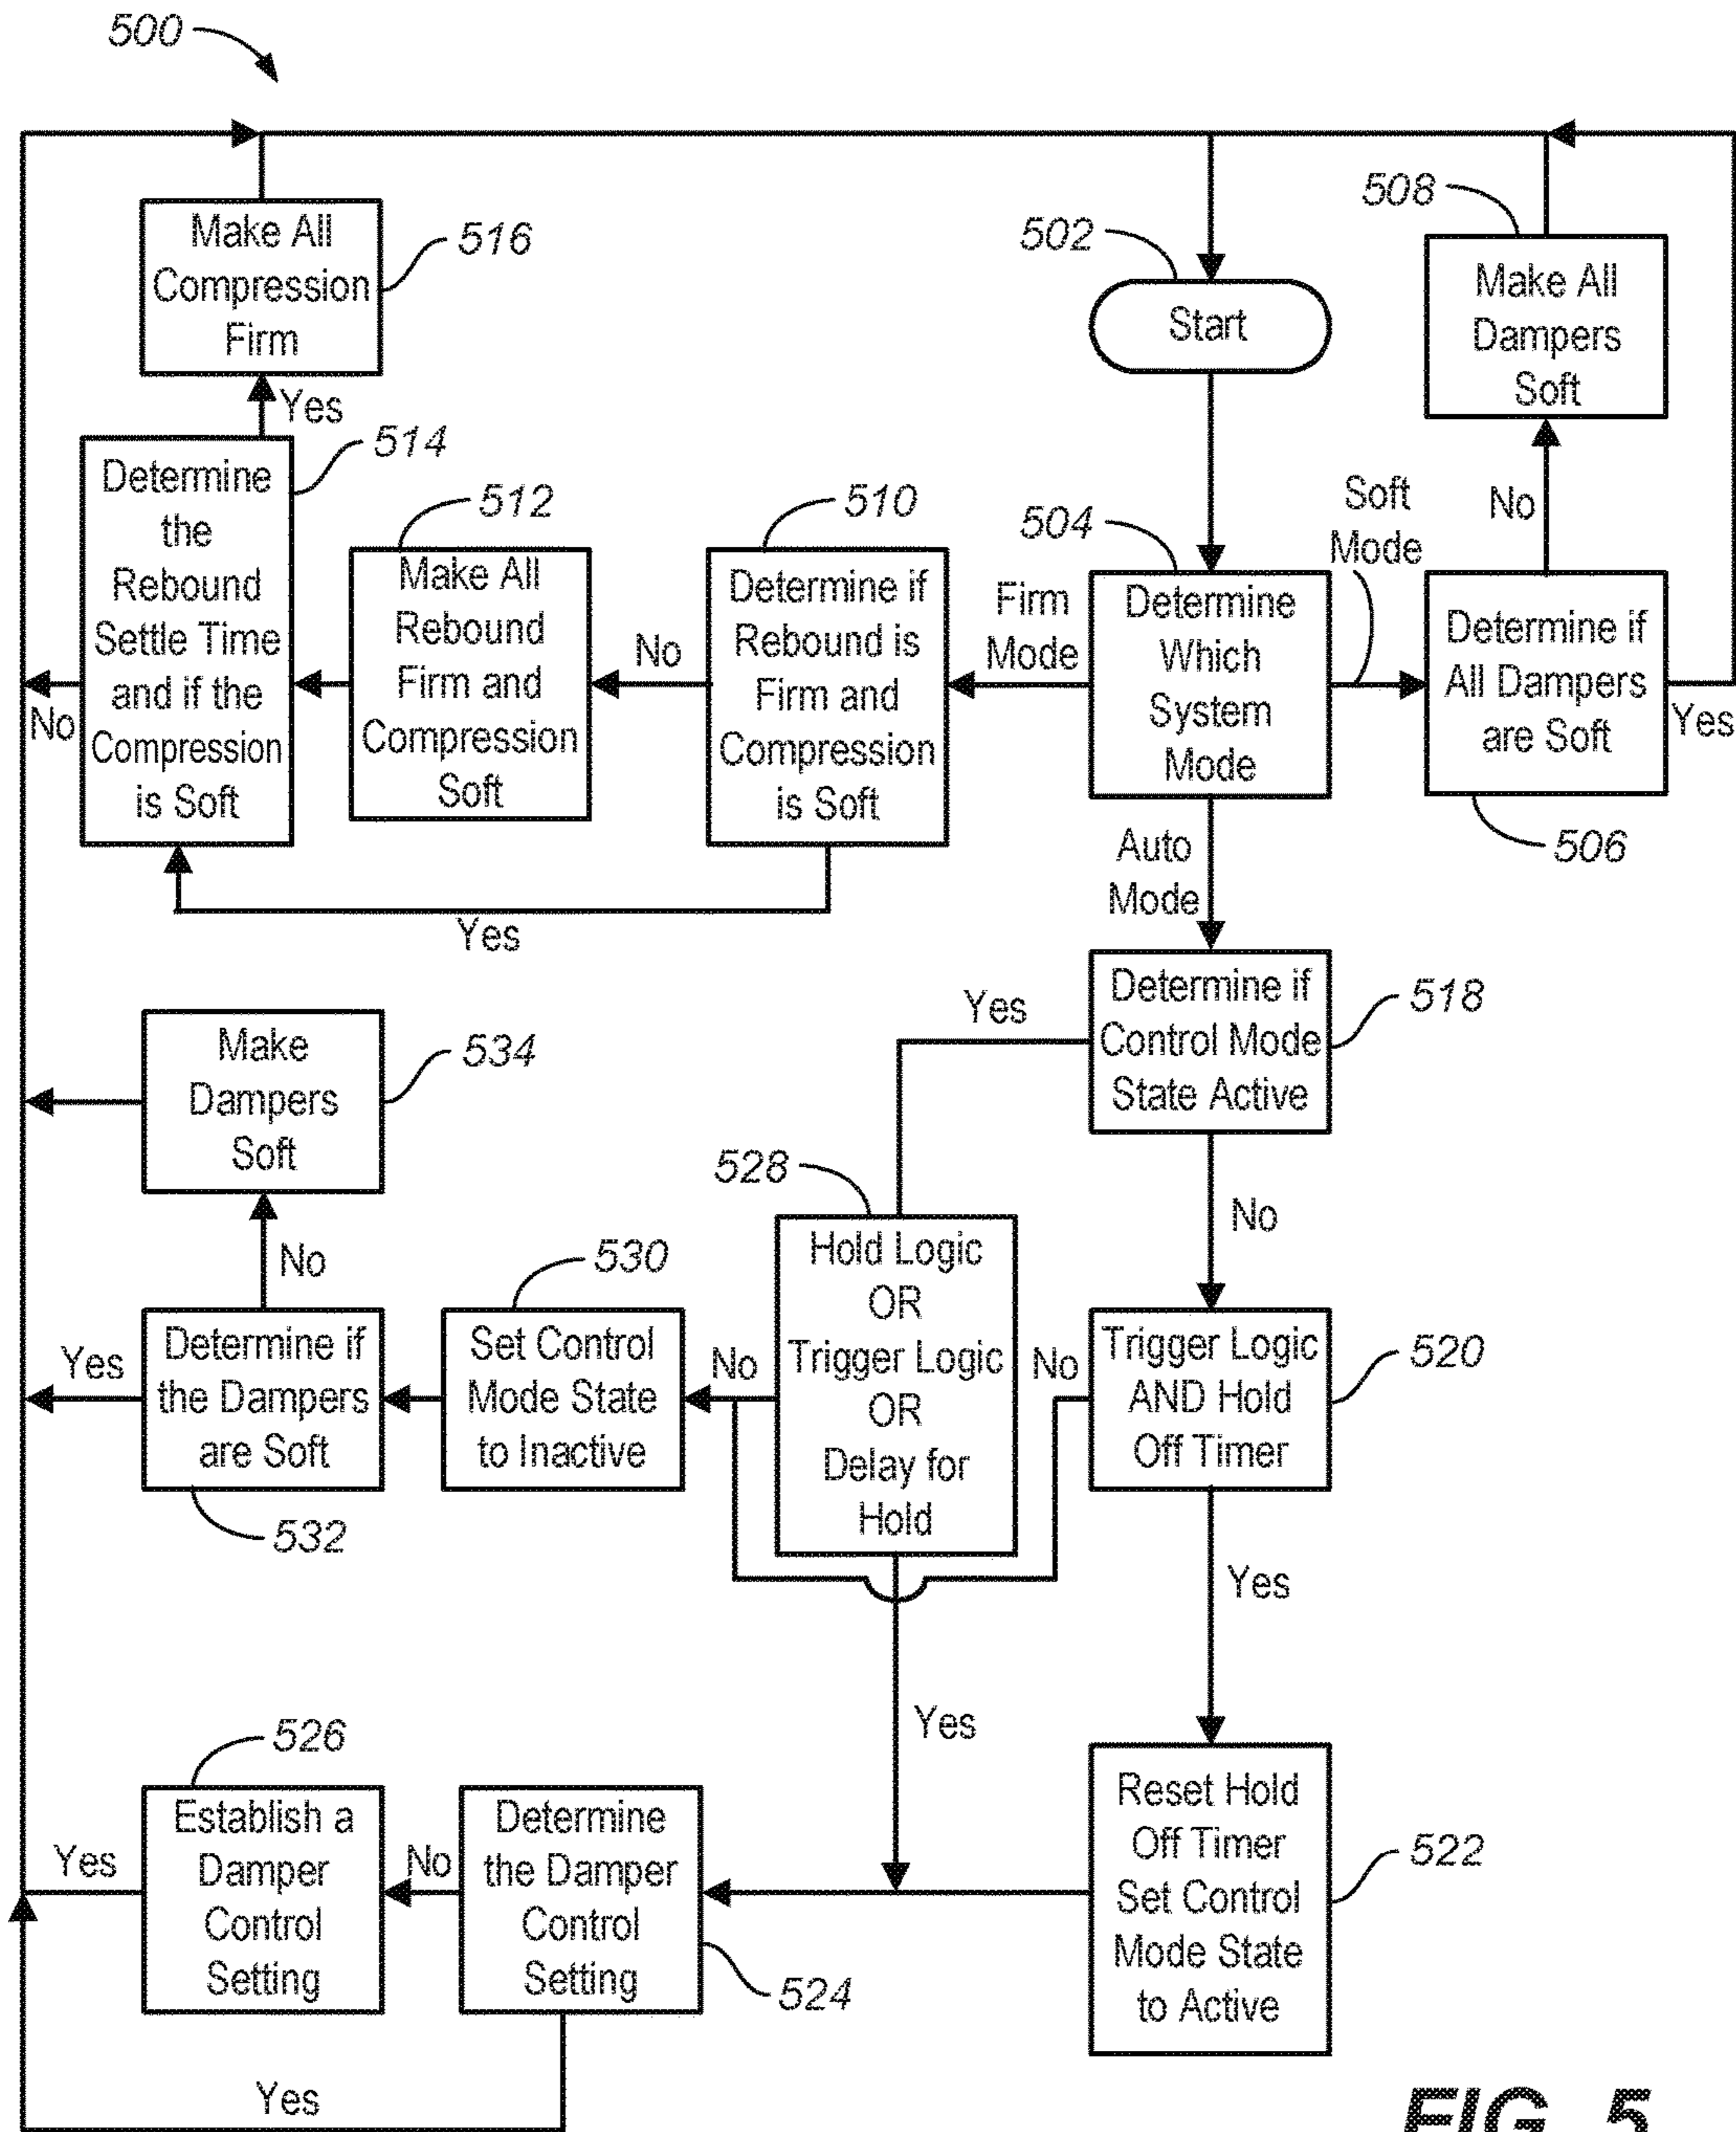 500
Make All
Compression
Firm
516
502
Start
508
Make All
Dampers
Soft
Yes
514
Determine
the
Rebound
Settle Time
and if the
Compression
is Soft
No
512
Make All
Rebound
Firm and
Compression
Soft
No
510
Determine if
Rebound is
Firm and
Compression
is Soft
Yes
Firm
Mode
504
Determine
Which
System
Mode
Soft
Mode
No
Determine if
All Dampers
are Soft
Yes
506
Auto
Mode
Determine if
Control Mode
State Active
518
Yes
No
Make
Dampers
Soft
534
No
528
Hold Logic
OR
Trigger Logic
OR
Delay for
Hold
530
Set Control
Mode State
to Inactive
No
Yes
Determine if
the Dampers
are Soft
532
No
Trigger Logic
AND Hold
Off Timer
520
Yes
Yes
526
Establish a
Damper
Control
Setting
Yes
No
Determine
the Damper
Control
Setting
524
Reset Hold
Off Timer
Set Control
Mode State
to Active
522
Yes
FIG. 5